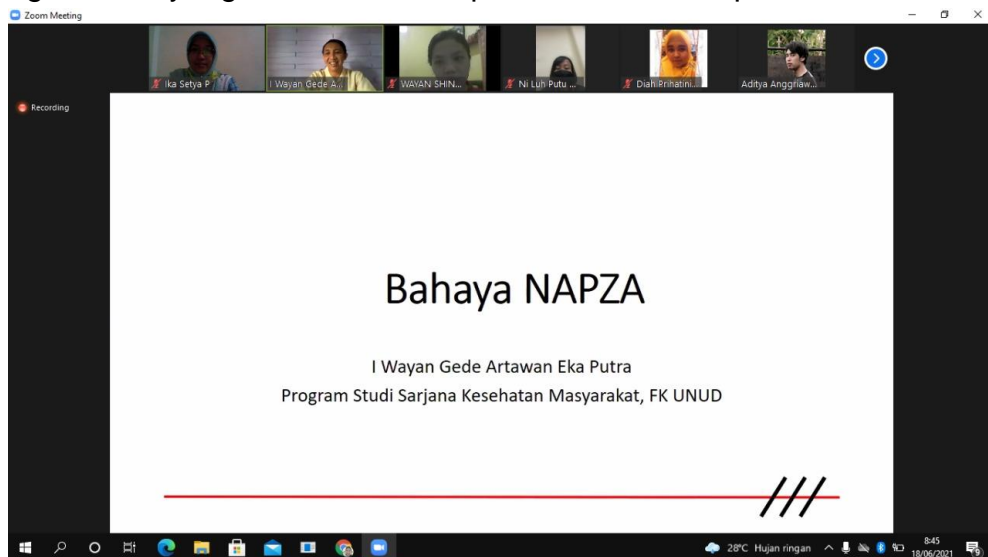 Zoom Meeting
Ika Setya P
I Wayan Gede A...
WAYAN SHIN...
Ni Luh Putu ...
Diah Prihatini...
Aditya Anggriaw...
Recording
Bahaya NAPZA
I Wayan Gede Artawan Eka Putra
Program Studi Sarjana Kesehatan Masyarakat, FK UNUD
28°C Hujan ringan
8:45
18/06/2021